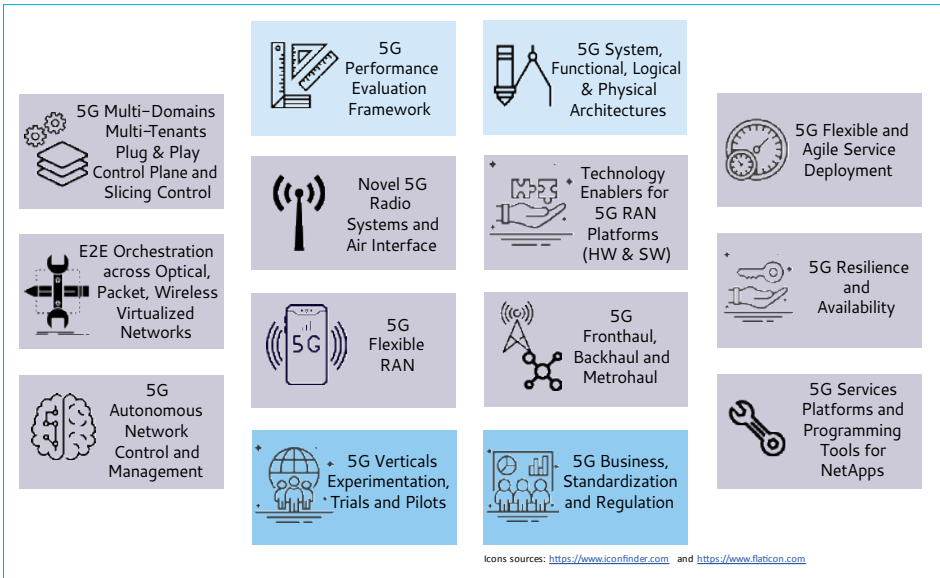 5G Multi-Domains
Multi-Tenants
Plug & Play
Control Plane and
Slicing Control
E2E Orchestration
across Optical,
Packet, Wireless
Virtualized
Networks
5G
Autonomous
Network
Control and
Management
5G
Performance
Evaluation
Framework
Novel 5G
Radio
Systems and
Air Interface
5G
5G
Flexible
RAN
5G Verticals
Experimentation,
Trials and Pilots
5G System,
Functional, Logical
& Physical
Architectures
Technology
Enablers for
5G RAN
Platforms
(HW & SW)
5G
Fronthaul,
Backhaul and
Metrohaul
5G Business,
Standardization
and Regulation
5G Flexible and
Agile Service
Deployment
5G Resilience
and
Availability
5G Services
Platforms and
Programming
Tools for
NetApps
Icons sources: https://www.iconfinder.com and https://www.flaticon.com